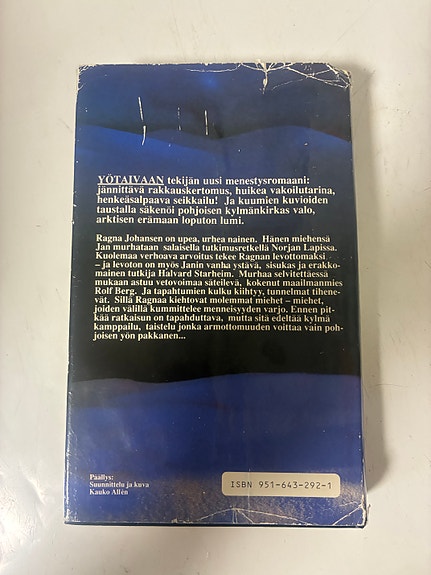 YÖTAIVAAN tekijän uusi menestysromaani:
jännittävä rakkauskertomus, huikea vakoilutarina,
henkeäsalpaava seikkailu! Ja kuumien kuvioiden
taustalla säkenöi pohjoisen kylmänkirkas valo,
arktisen erämaan loputon lumi.
Ragna Johansen on upea, urhea nainen. Hänen miehensä
Jan murhataan salaisella tutkimusretkellä Norjan Lapissa.
Kuolemaa verhoava arvoitus tekee Ragnan levottomaksi
– ja levoton on myös Janin vanha ystävä, sisukas ja erakko-
mainen tutkija Halvard Starheim. Murhaa selvitettäessä
mukaan astuu vetovoimaa säteilevä, kokenut maailmanmies
Rolf Berg. Ja tapahtumien kulku kiihtyy, tunnelmat tihene-
vät. Sillä Ragnaa kiehtovat molemmat miehet – miehet,
joiden välillä kummittelee menneisyyden varjo. Ennen pit-
kää ratkaisun on tapahduttava, mutta sitä edeltää kylmä
kamppailu, taistelu jonka armottomuuden voittaa vain poh-
joisen yön pakkanen...
Päällys:
Suunnittelu ja kuva
Kauko Allén
ISBN 951-643-292-1